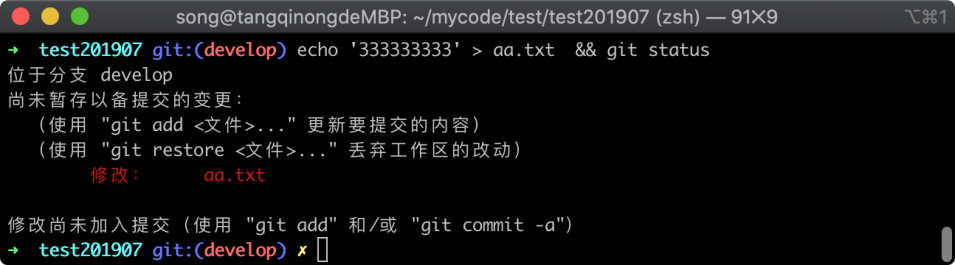 song@tangqinongdeMBP: ~/mycode/test/test201907 (zsh) — 91×9 ⌥⌘1
➜ test201907 git:(develop) echo '333333333' > aa.txt  && git status
位于分支 develop
尚未暂存以备提交的变更：
（使用 "git add <文件>..." 更新要提交的内容）
（使用 "git restore <文件>..." 丢弃工作区的改动）
修改：     aa.txt
修改尚未加入提交（使用 "git add" 和/或 "git commit -a"）
➜ test201907 git:(develop) ✗